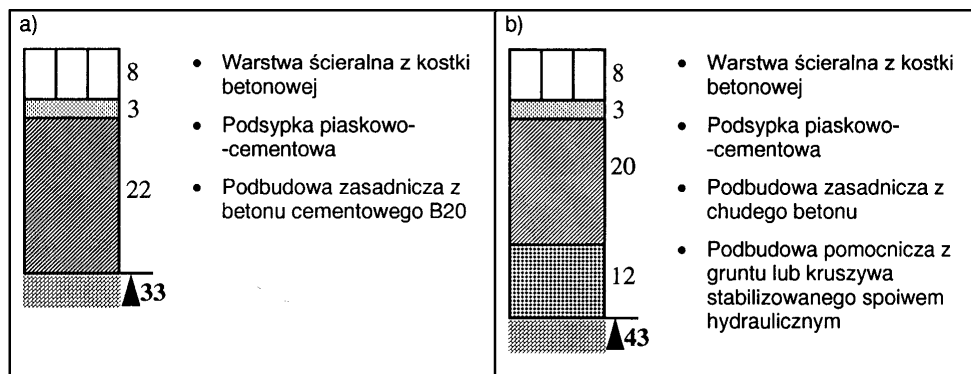 a)
8
3
22
33
• Warstwa ścieralna z kostki
betonowej
• Podsypka piaskowo-
-cementowa
• Podbudowa zasadnicza z
betonu cementowego B20
b)
8
3
20
12
43
• Warstwa ścieralna z kostki
betonowej
• Podsypka piaskowo-
-cementowa
• Podbudowa zasadnicza z
chudego betonu
• Podbudowa pomocnicza z
gruntu lub kruszywa
stabilizowanego spoiwem
hydraulicznym